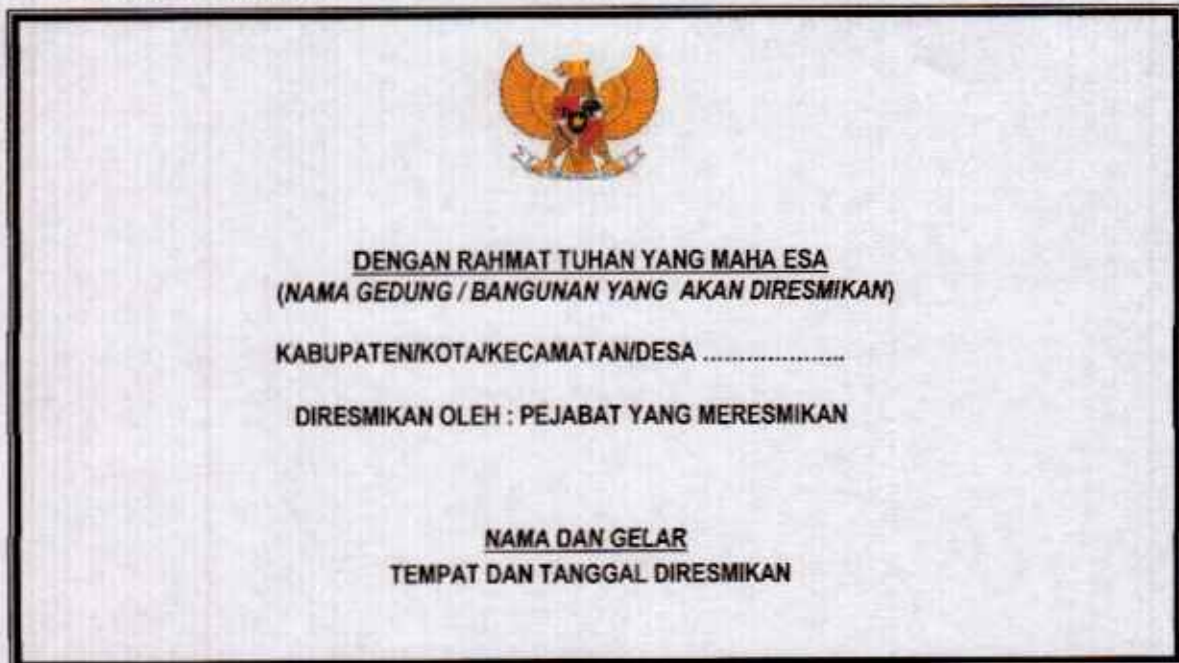 DENGAN RAHMAT TUHAN YANG MAHA ESA
(NAMA GEDUNG / BANGUNAN YANG AKAN DIRESMIKAN)
KABUPATEN/KOTA/KECAMATAN/DESA .....................
DIRESMIKAN OLEH : PEJABAT YANG MERESMIKAN
NAMA DAN GELAR
TEMPAT DAN TANGGAL DIRESMIKAN